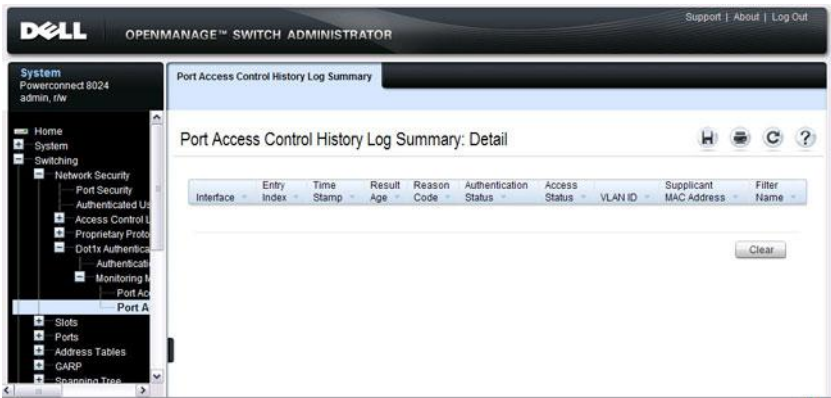 Support | About | Log Out
DELL
OPENMANAGE™ SWITCH ADMINISTRATOR
System
Powerconnect 8024
admin, r/w
Port Access Control History Log Summary
Home
System
Switching
Network Security
Port Security
Authenticated Us
Access Control L
Proprietary Proto
Dot1x Authentica
Authenticati
Monitoring M
Port Ac
Port A
Slots
Ports
Address Tables
GARP
Spanning Tree
Port Access Control History Log Summary: Detail
?
Interface Entry Index Time Stamp Result Age Reason Code Authentication Status Access Status VLAN ID Supplicant MAC Address Filter Name
Clear